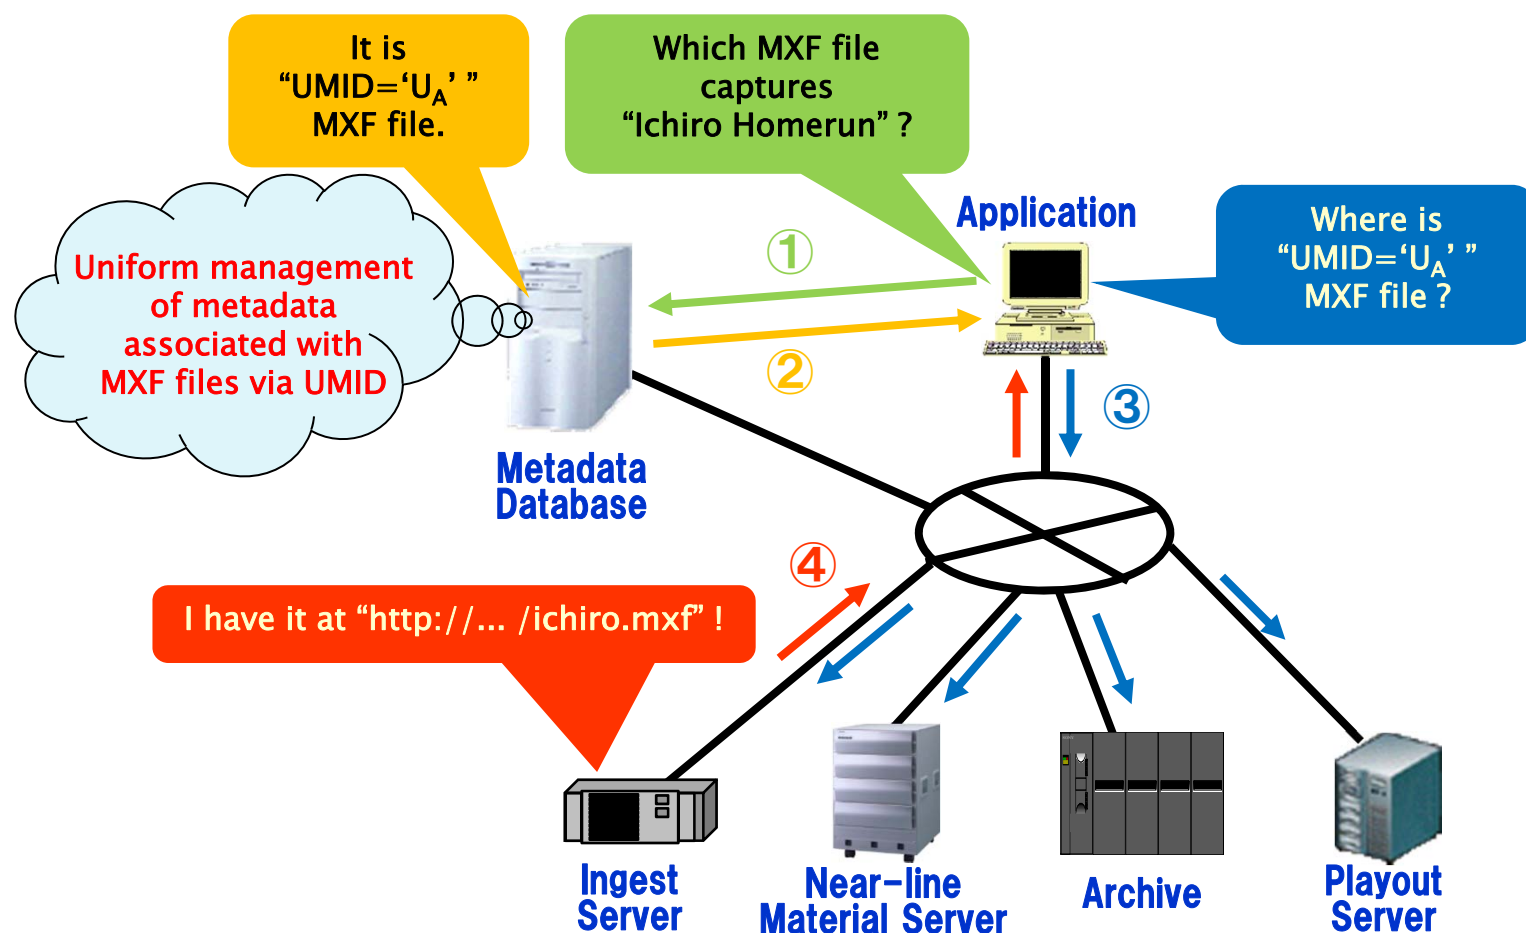 It is
“UMID=‘UA’ ”
MXF file.
Which MXF file
captures
“Ichiro Homerun” ?
Application
Where is
“UMID=‘UA’ ”
MXF file ?
①
Uniform management
of metadata
associated with
MXF files via UMID
②
③
Metadata
Database
④
I have it at “http://... /ichiro.mxf” !
Ingest
Server
Near-line
Material Server
Archive
Playout
Server